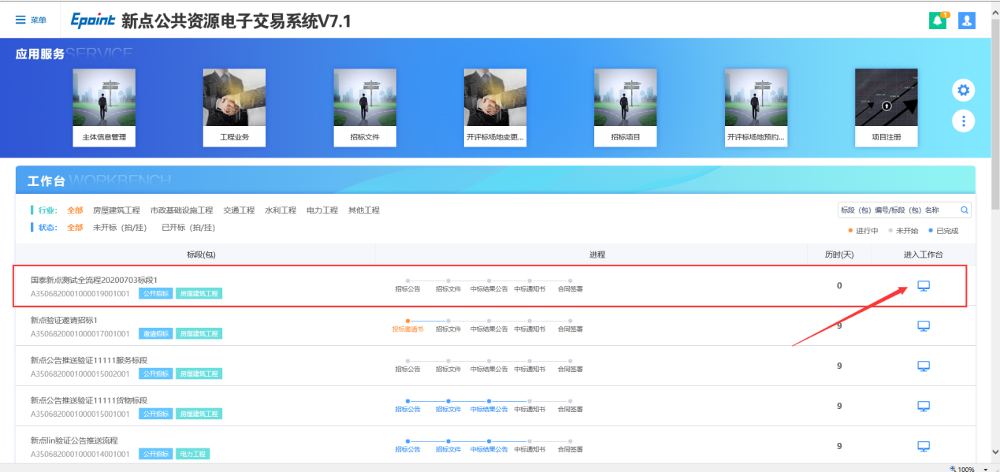 菜单 Epoint 新点公共资源电子交易系统V7.1 1
应用服务SERVICE
主体信息管理 工程业务 招标文件 开评标场地变更... 招标项目 开评标场地预约... 项目注册
工作台 WORKBENCH
行业: 全部 房屋建筑工程 市政基础设施工程 交通工程 水利工程 电力工程 其他工程 标段（包）编号/标段（包）名称
状态: 全部 未开标（拍/挂） 已开标（拍/挂） 进行中 未开始 已完成
标段(包) 进程 历时(天) 进入工作台
国泰新点测试全流程20200703标段1
A3506820001000019001001 公开招标 房屋建筑工程 招标公告 招标文件 中标结果公告 中标通知书 合同签署 0
新点验证邀请招标1
A3506820001000017001001 邀请招标 房屋建筑工程 投标邀请书 招标文件 中标结果公告 中标通知书 合同签署 9
新点公告推送验证11111服务标段
A3506820001000015002001 公开招标 房屋建筑工程 招标公告 招标文件 中标结果公告 中标通知书 合同签署 9
新点公告推送验证11111货物标段
A3506820001000015001001 公开招标 房屋建筑工程 招标公告 招标文件 中标结果公告 中标通知书 合同签署 9
新点lin验证公告推送流程
A3506820001000014001001 公开招标 电力工程 招标公告 招标文件 中标结果公告 中标通知书 合同签署 9
100%